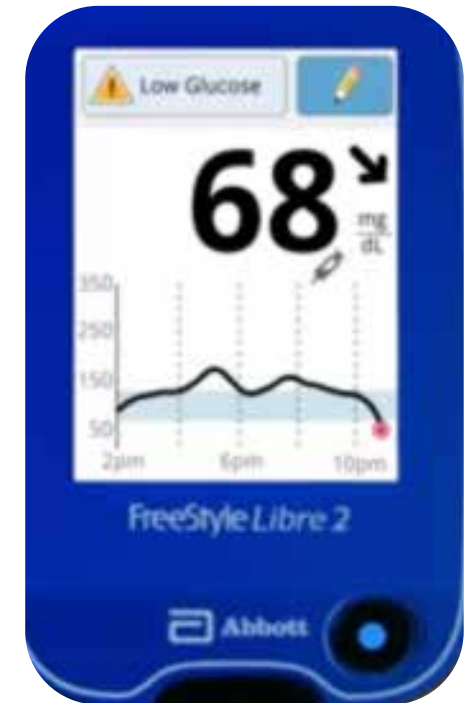 Low Glucose
68
mg
dL
350
250
150
50
2pm
6pm
10pm
FreeStyle Libre 2
Abbott